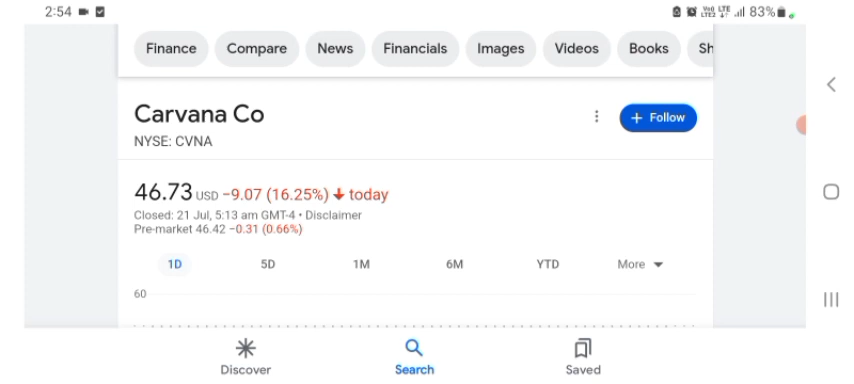 2:54 83%
Finance Compare News Financials Images Videos Books Sh
Carvana Co
+ Follow
NYSE: CVNA
46.73 USD −9.07 (16.25%) ↓ today
Closed: 21 Jul, 5:13 am GMT-4 • Disclaimer
Pre-market 46.42 −0.31 (0.66%)
1D 5D 1M 6M YTD More
60
Discover Search Saved